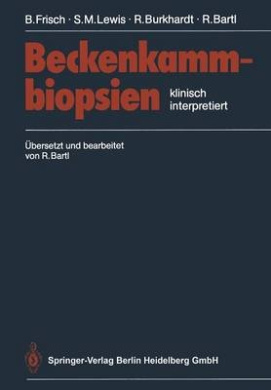 B. Frisch · S. M. Lewis · R. Burkhardt · R. Bartl
Beckenkamm-
biopsien klinisch
interpretiert
Übersetzt und bearbeitet
von R. Bartl
Springer-Verlag Berlin Heidelberg GmbH